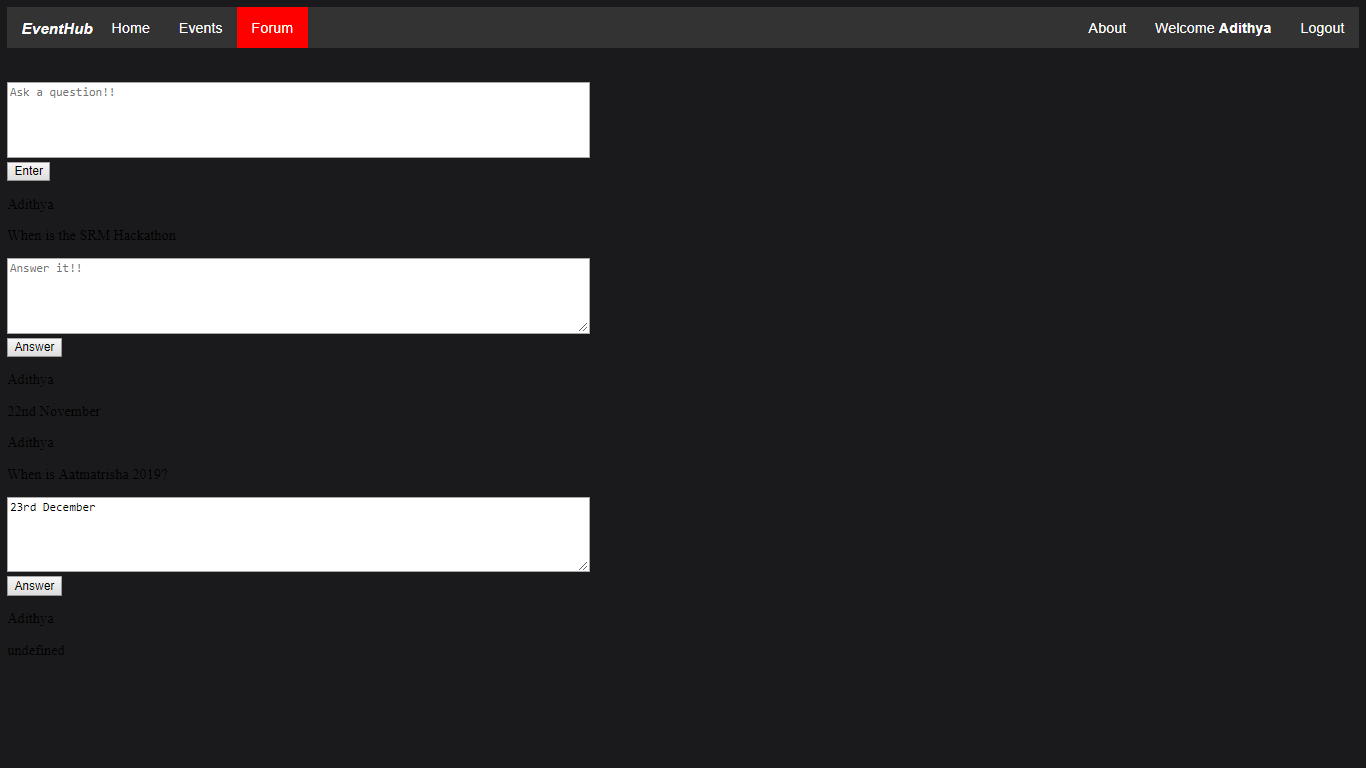 EventHub Home Events Forum About Welcome Adithya Logout
Ask a question!!
Enter
Adithya
When is the SRM Hackathon
Answer it!!
Answer
Adithya
22nd November
Adithya
When is Aatmatrisha 2019?
23rd December
Answer
Adithya
undefined